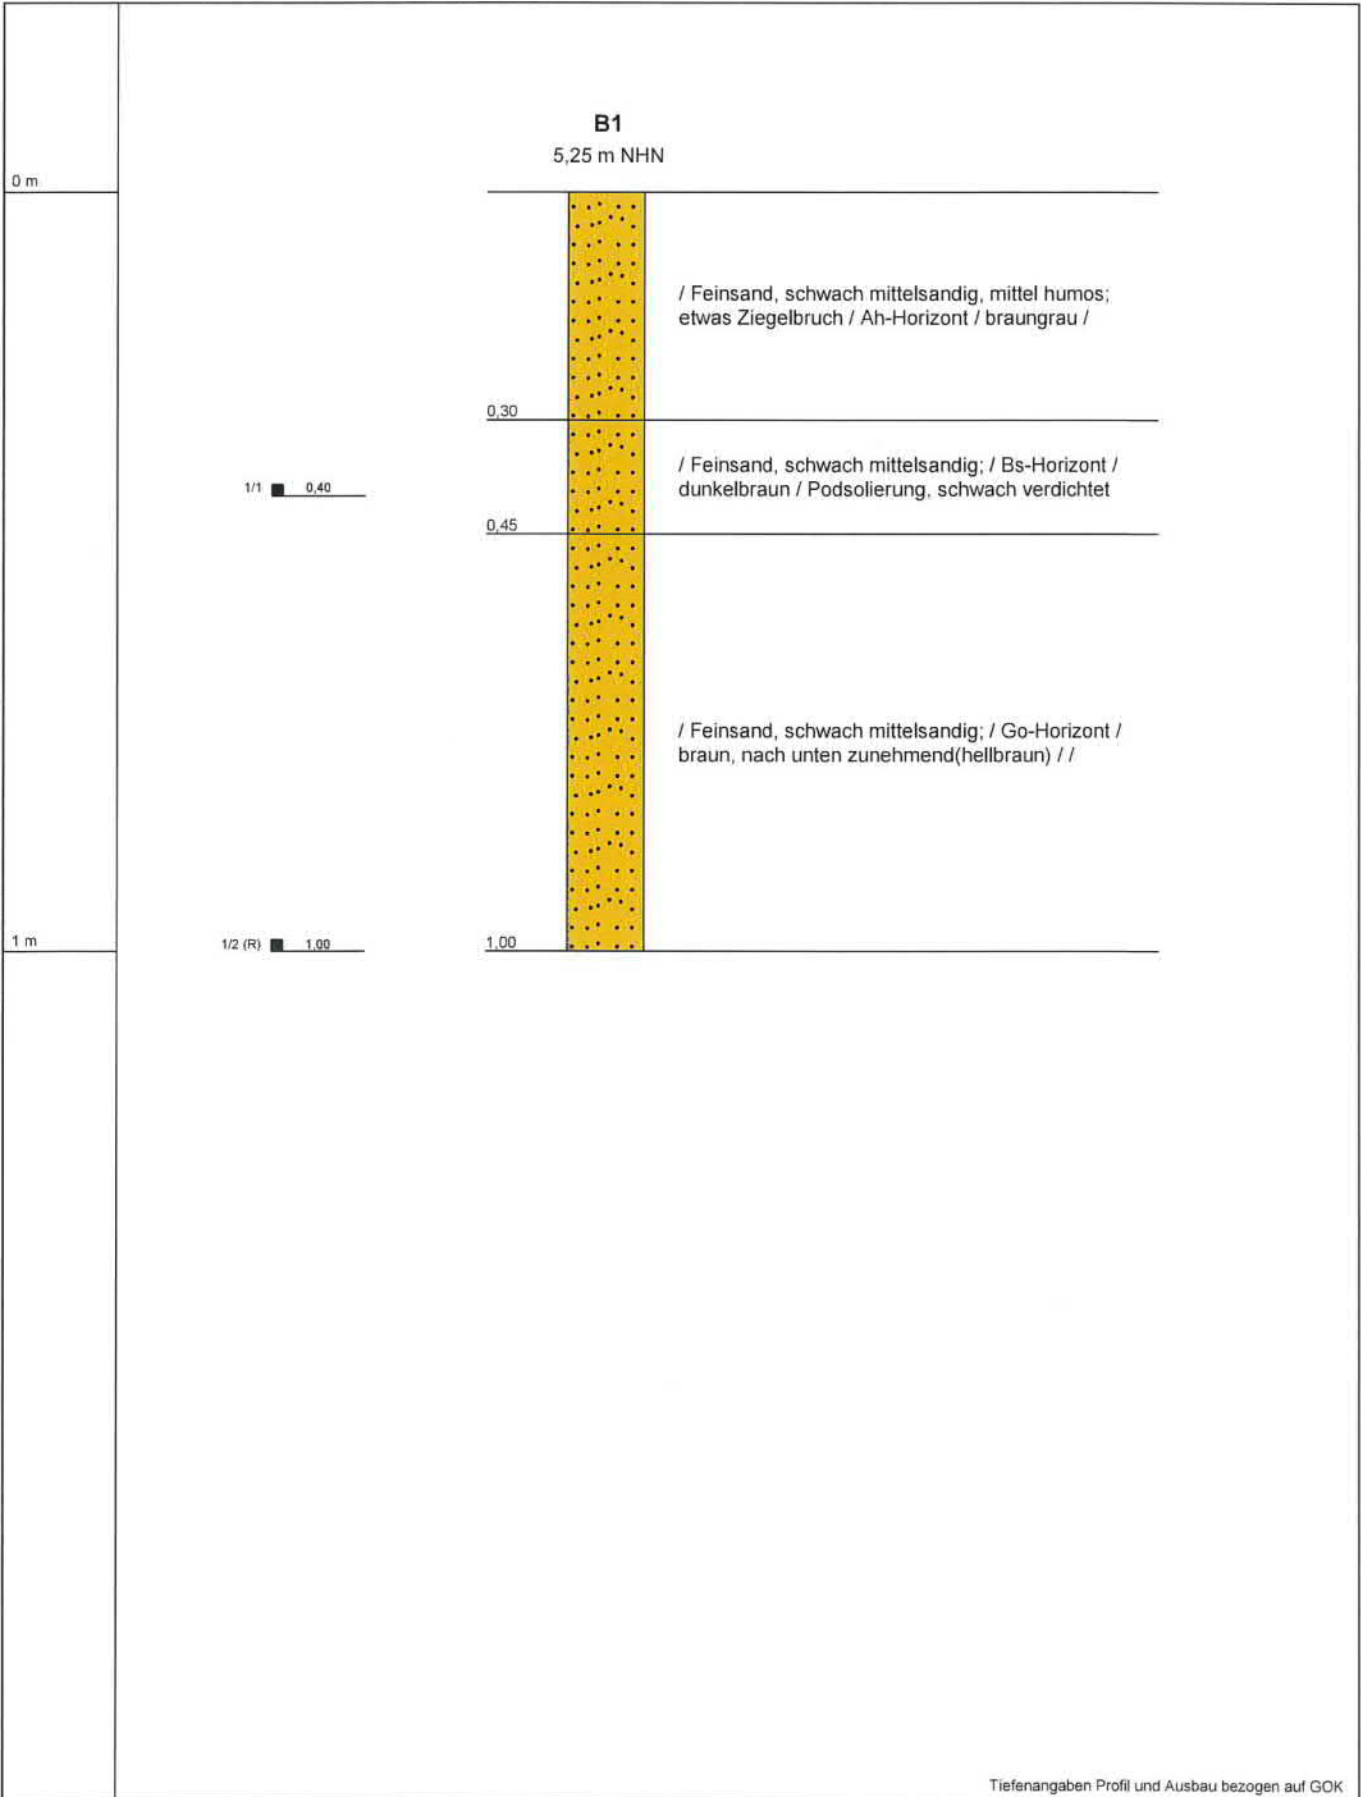 B1
5,25 m NHN
0 m
/ Feinsand, schwach mittelsandig, mittel humos;
etwas Ziegelbruch / Ah-Horizont / braungrau /
0,30
/ Feinsand, schwach mittelsandig; / Bs-Horizont /
dunkelbraun / Podsolierung, schwach verdichtet
1/1 0,40
0,45
/ Feinsand, schwach mittelsandig; / Go-Horizont /
braun, nach unten zunehmend(hellbraun) / /
1 m
1/2 (R) 1,00
1,00
Tiefenangaben Profil und Ausbau bezogen auf GOK